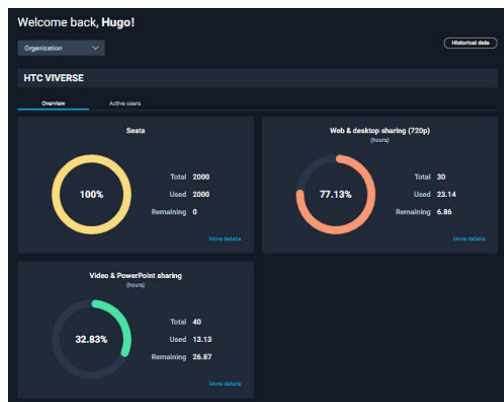 Welcome back, Hugo!
Organization
Historical data
HTC VIVERSE
Overview
Active users
Seats
100%
Total 2000
Used 2000
Remaining 0
More details
Web & desktop sharing (720p)
(hours)
77.13%
Total 30
Used 23.14
Remaining 6.86
More details
Video & PowerPoint sharing
(hours)
32.83%
Total 40
Used 13.13
Remaining 26.87
More details